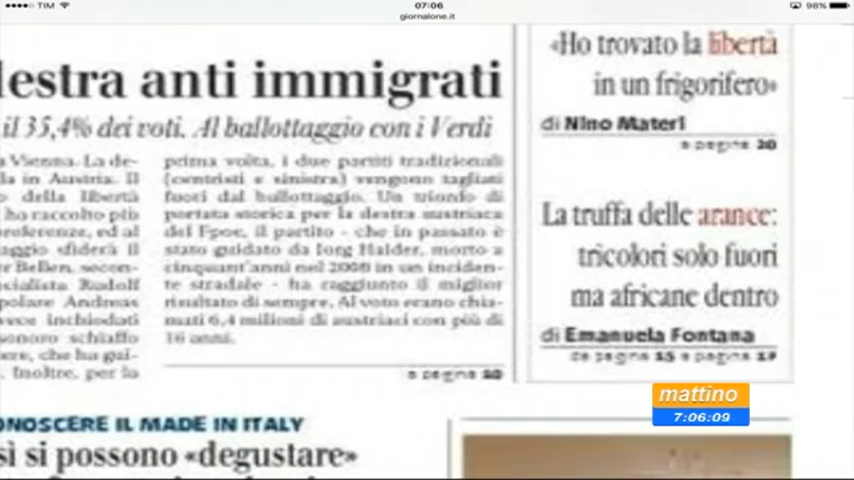 TIM
07:06
98%
giornalone.it
destra anti immigrati
il 35,4% dei voti. Al ballottaggio con i Verdi
a Vienna. La de-
da in Austria. Il
o della libertà
ha raccolto più
preferenze, ed al
aggio sfiderà il
er Bellen, secon-
cialista Rudolf
polare Andreas
vece inchiodati
sonoro schiaffo
ere, che ha gui-
. Inoltre, per la
prima volta, i due partiti tradizionali
(centristi e sinistra) vengono tagliati
fuori dal ballottaggio. Un trionfo di
portata storica per la destra austriaca
del Fpoe, il partito - che in passato è
stato guidato da Jorg Haider, morto a
cinquant'anni nel 2008 in un inciden-
te stradale - ha raggiunto il miglior
risultato di sempre. Al voto erano chia-
mati 6,4 milioni di austriaci con più di
16 anni.
a pagina 10
«Ho trovato la libertà
in un frigorifero»
di Nino Materi
a pagina 20
La truffa delle arance:
tricolori solo fuori
ma africane dentro
di Emanuela Fontana
da pagina 15 a pagina 17
mattino
7:06:09
ONOSCERE IL MADE IN ITALY
sì si possono «degustare»